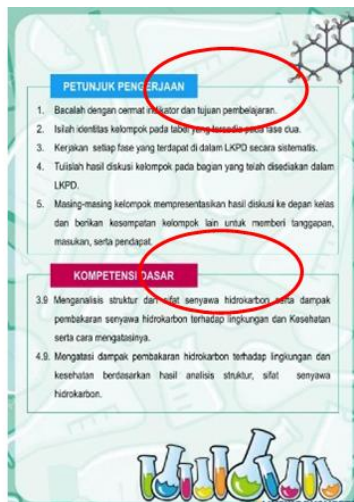 PETUNJUK PENGERJAAN
1. Bacalah dengan cermat indikator dan tujuan pembelajaran.
2. Isilah identitas kelompok pada tabel yang tersedia pada fase dua.
3. Kerjakan setiap fase yang terdapat di dalam LKPD secara sistematis.
4. Tulislah hasil diskusi kelompok pada bagian yang telah disediakan dalam
LKPD.
5. Masing-masing kelompok mempresentasikan hasil diskusi ke depan kelas
dan berikan kesempatan kelompok lain untuk memberi tanggapan,
masukan, serta pendapat.
KOMPETENSI DASAR
3.9 Menganalisis struktur dan sifat senyawa hidrokarbon serta dampak
pembakaran senyawa hidrokarbon terhadap lingkungan dan Kesehatan
serta cara mengatasinya.
4.9. Mengatasi dampak pembakaran hidrokarbon terhadap lingkungan dan
kesehatan berdasarkan hasil analisis struktur, sifat senyawa
hidrokarbon.